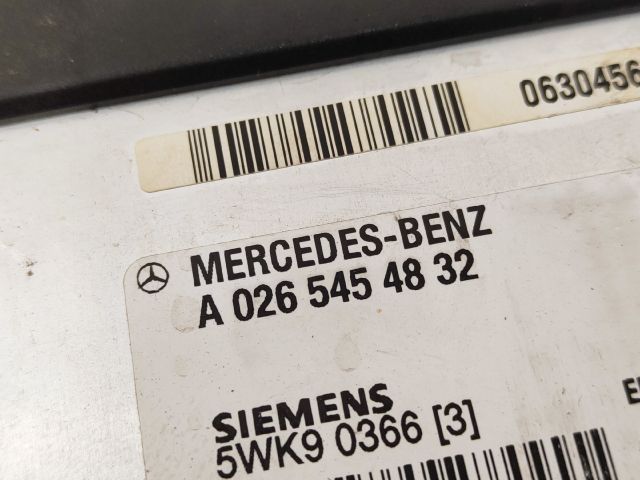 0630456
MERCEDES-BENZ
A 026 545 48 32
SIEMENS
5WK9 0366 [3]